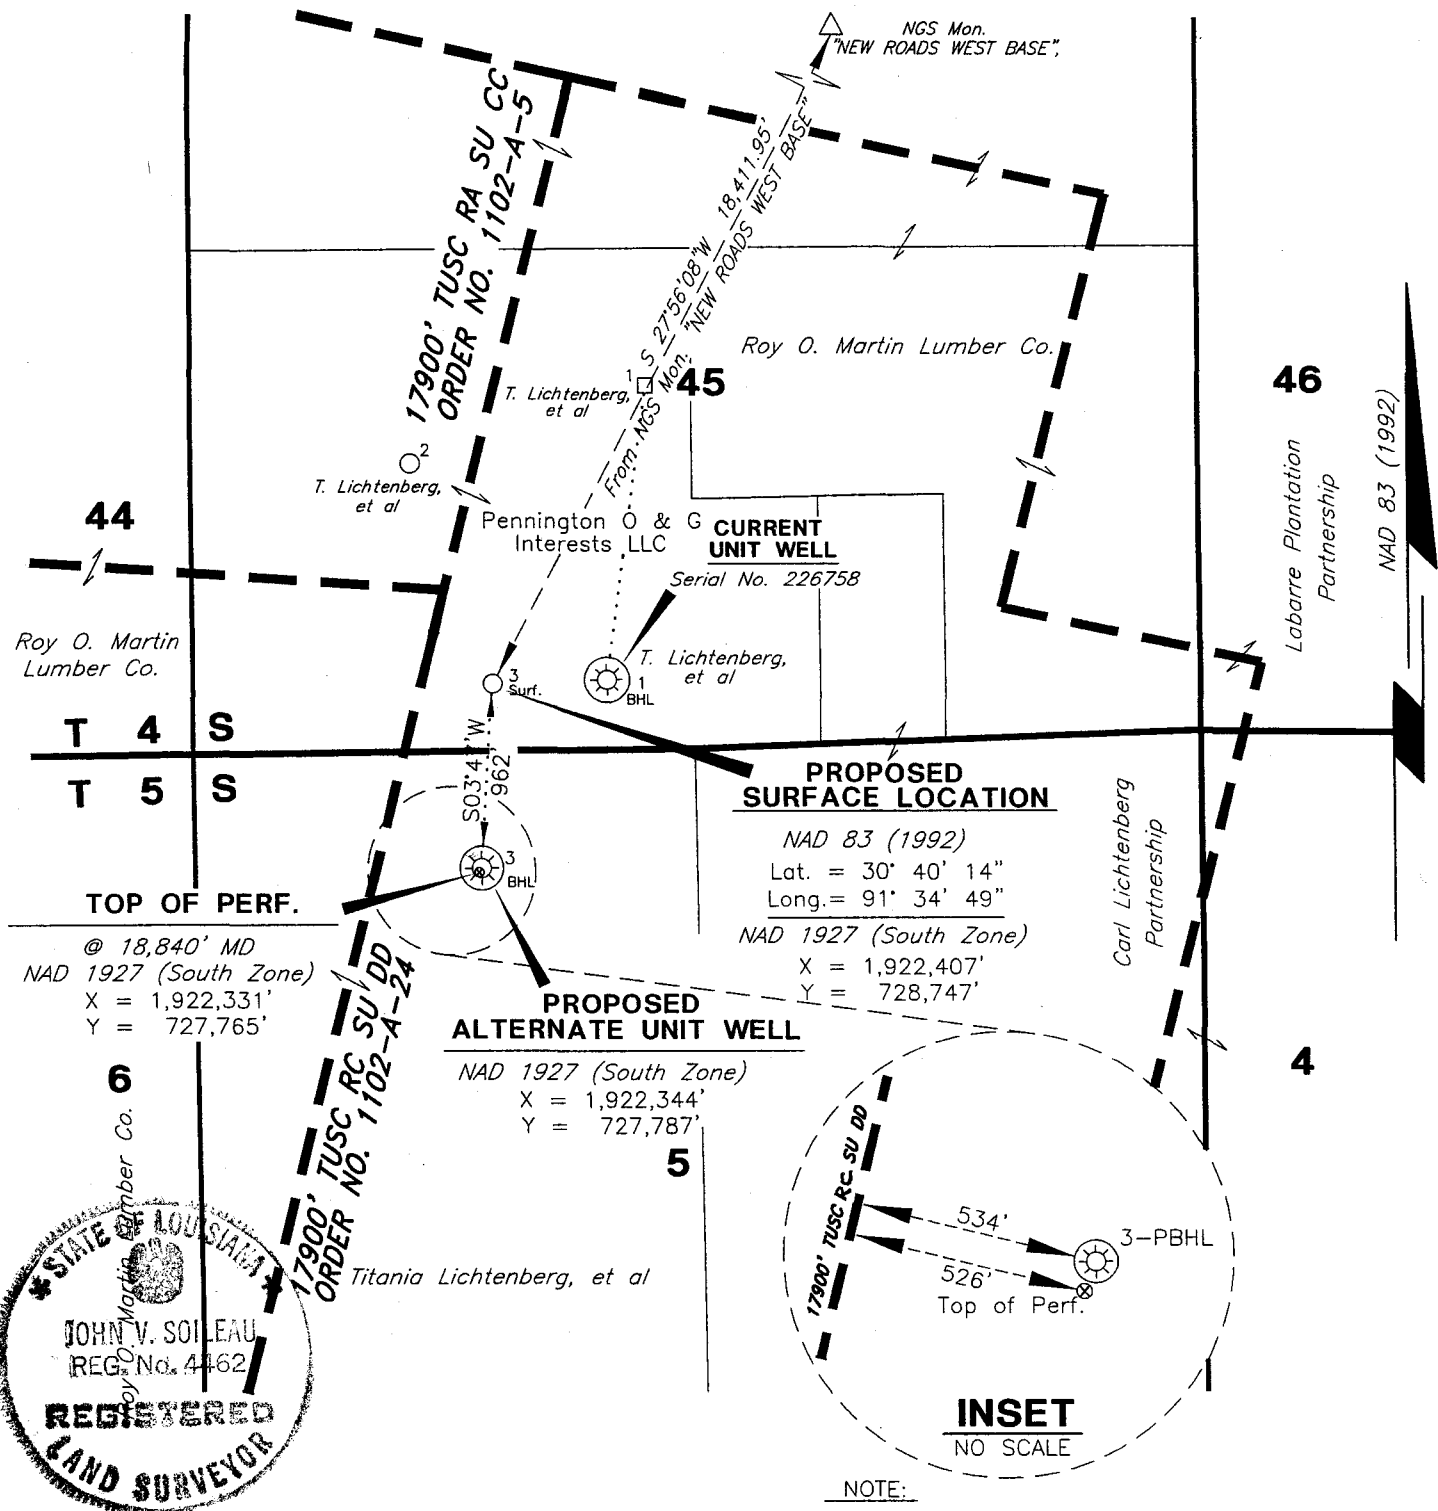 NGS Mon.
"NEW ROADS WEST BASE",
17900' TUSC RA SU CC
ORDER NO. 1102-A-5
S 27°56'08"W 18,411.95'
From NGS Mon. "NEW ROADS WEST BASE"
Roy O. Martin Lumber Co.
45
46
1
T. Lichtenberg,
et al
2
T. Lichtenberg,
et al
44
Pennington O & G
Interests LLC
CURRENT
UNIT WELL
Serial No. 226758
Labarre Plantation
Partnership
NAD 83 (1992)
Roy O. Martin
Lumber Co.
3
Surf.
1
BHL
T. Lichtenberg,
et al
T 4 S
T 5 S
S03°47'W
962'
PROPOSED
SURFACE LOCATION
NAD 83 (1992)
Lat. = 30° 40' 14"
Long.= 91° 34' 49"
NAD 1927 (South Zone)
X = 1,922,407'
Y = 728,747'
Carl Lichtenberg
Partnership
3
BHL
TOP OF PERF.
@ 18,840' MD
NAD 1927 (South Zone)
X = 1,922,331'
Y = 727,765'
PROPOSED
ALTERNATE UNIT WELL
NAD 1927 (South Zone)
X = 1,922,344'
Y = 727,787'
17900' TUSC RC SU DD
ORDER NO. 1102-A-24
6
5
4
Roy O. Martin Lumber Co.
Titania Lichtenberg, et al
STATE OF LOUISIANA
JOHN V. SOILEAU
REG. No. 4462
REGISTERED
LAND SURVEYOR
17900' TUSC RC SU DD
534'
3-PBHL
526'
Top of Perf.
INSET
NO SCALE
NOTE: